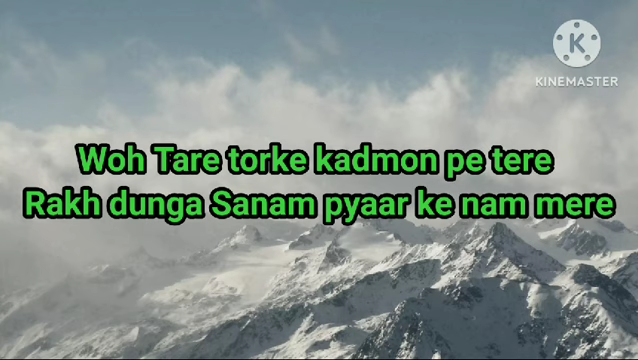 K
KINEMASTER
Woh Tare torke kadmon pe tere
Rakh dunga Sanam pyaar ke nam mere